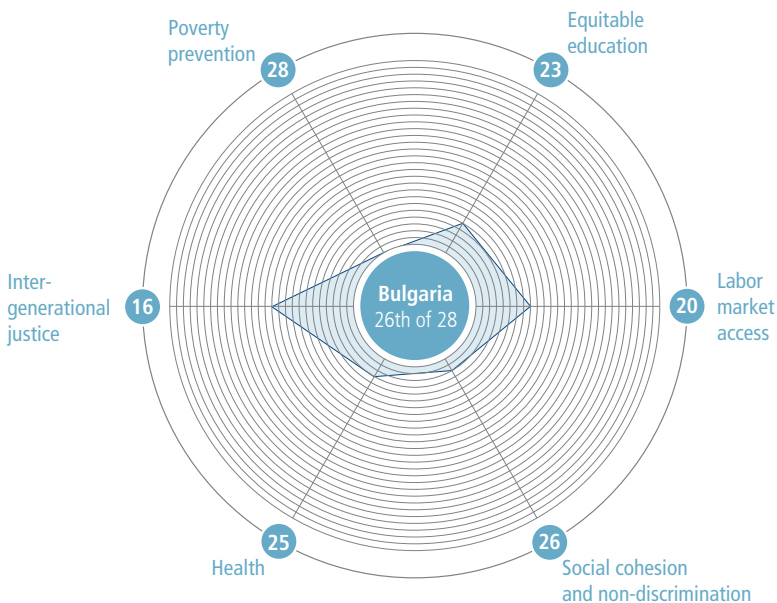 Poverty
prevention
28
Equitable
education
23
Inter-
generational
justice
16
Bulgaria
26th of 28
20
Labor
market
access
25
Health
26
Social cohesion
and non-discrimination